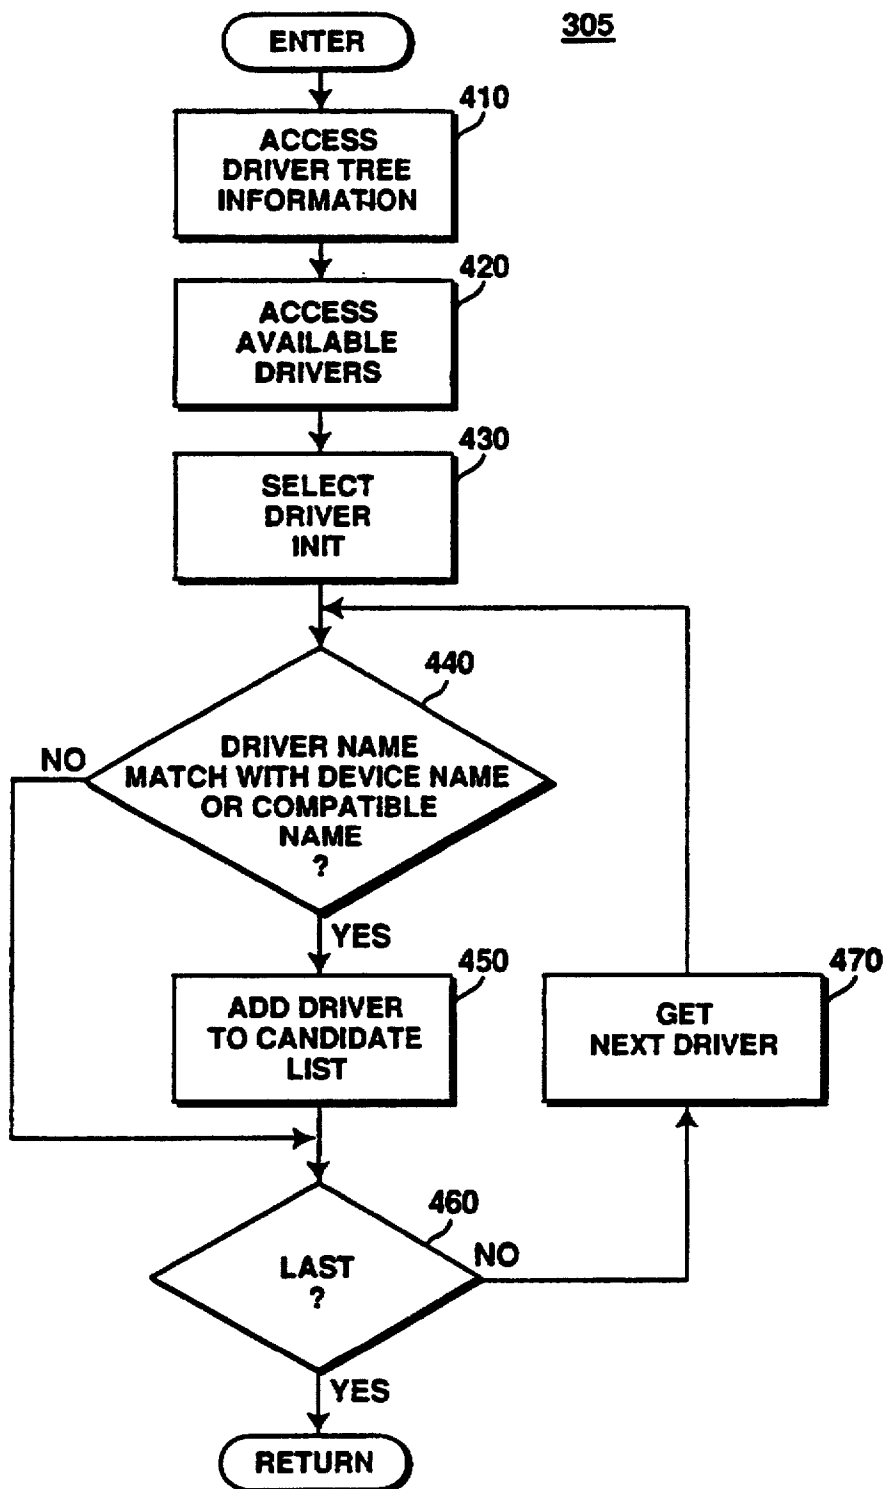 305
ENTER
410
ACCESS
DRIVER TREE
INFORMATION
420
ACCESS
AVAILABLE
DRIVERS
430
SELECT
DRIVER
INIT
440
NO
DRIVER NAME
MATCH WITH DEVICE NAME
OR COMPATIBLE
NAME
?
YES
450
ADD DRIVER
TO CANDIDATE
LIST
470
GET
NEXT DRIVER
460
LAST
?
NO
YES
RETURN